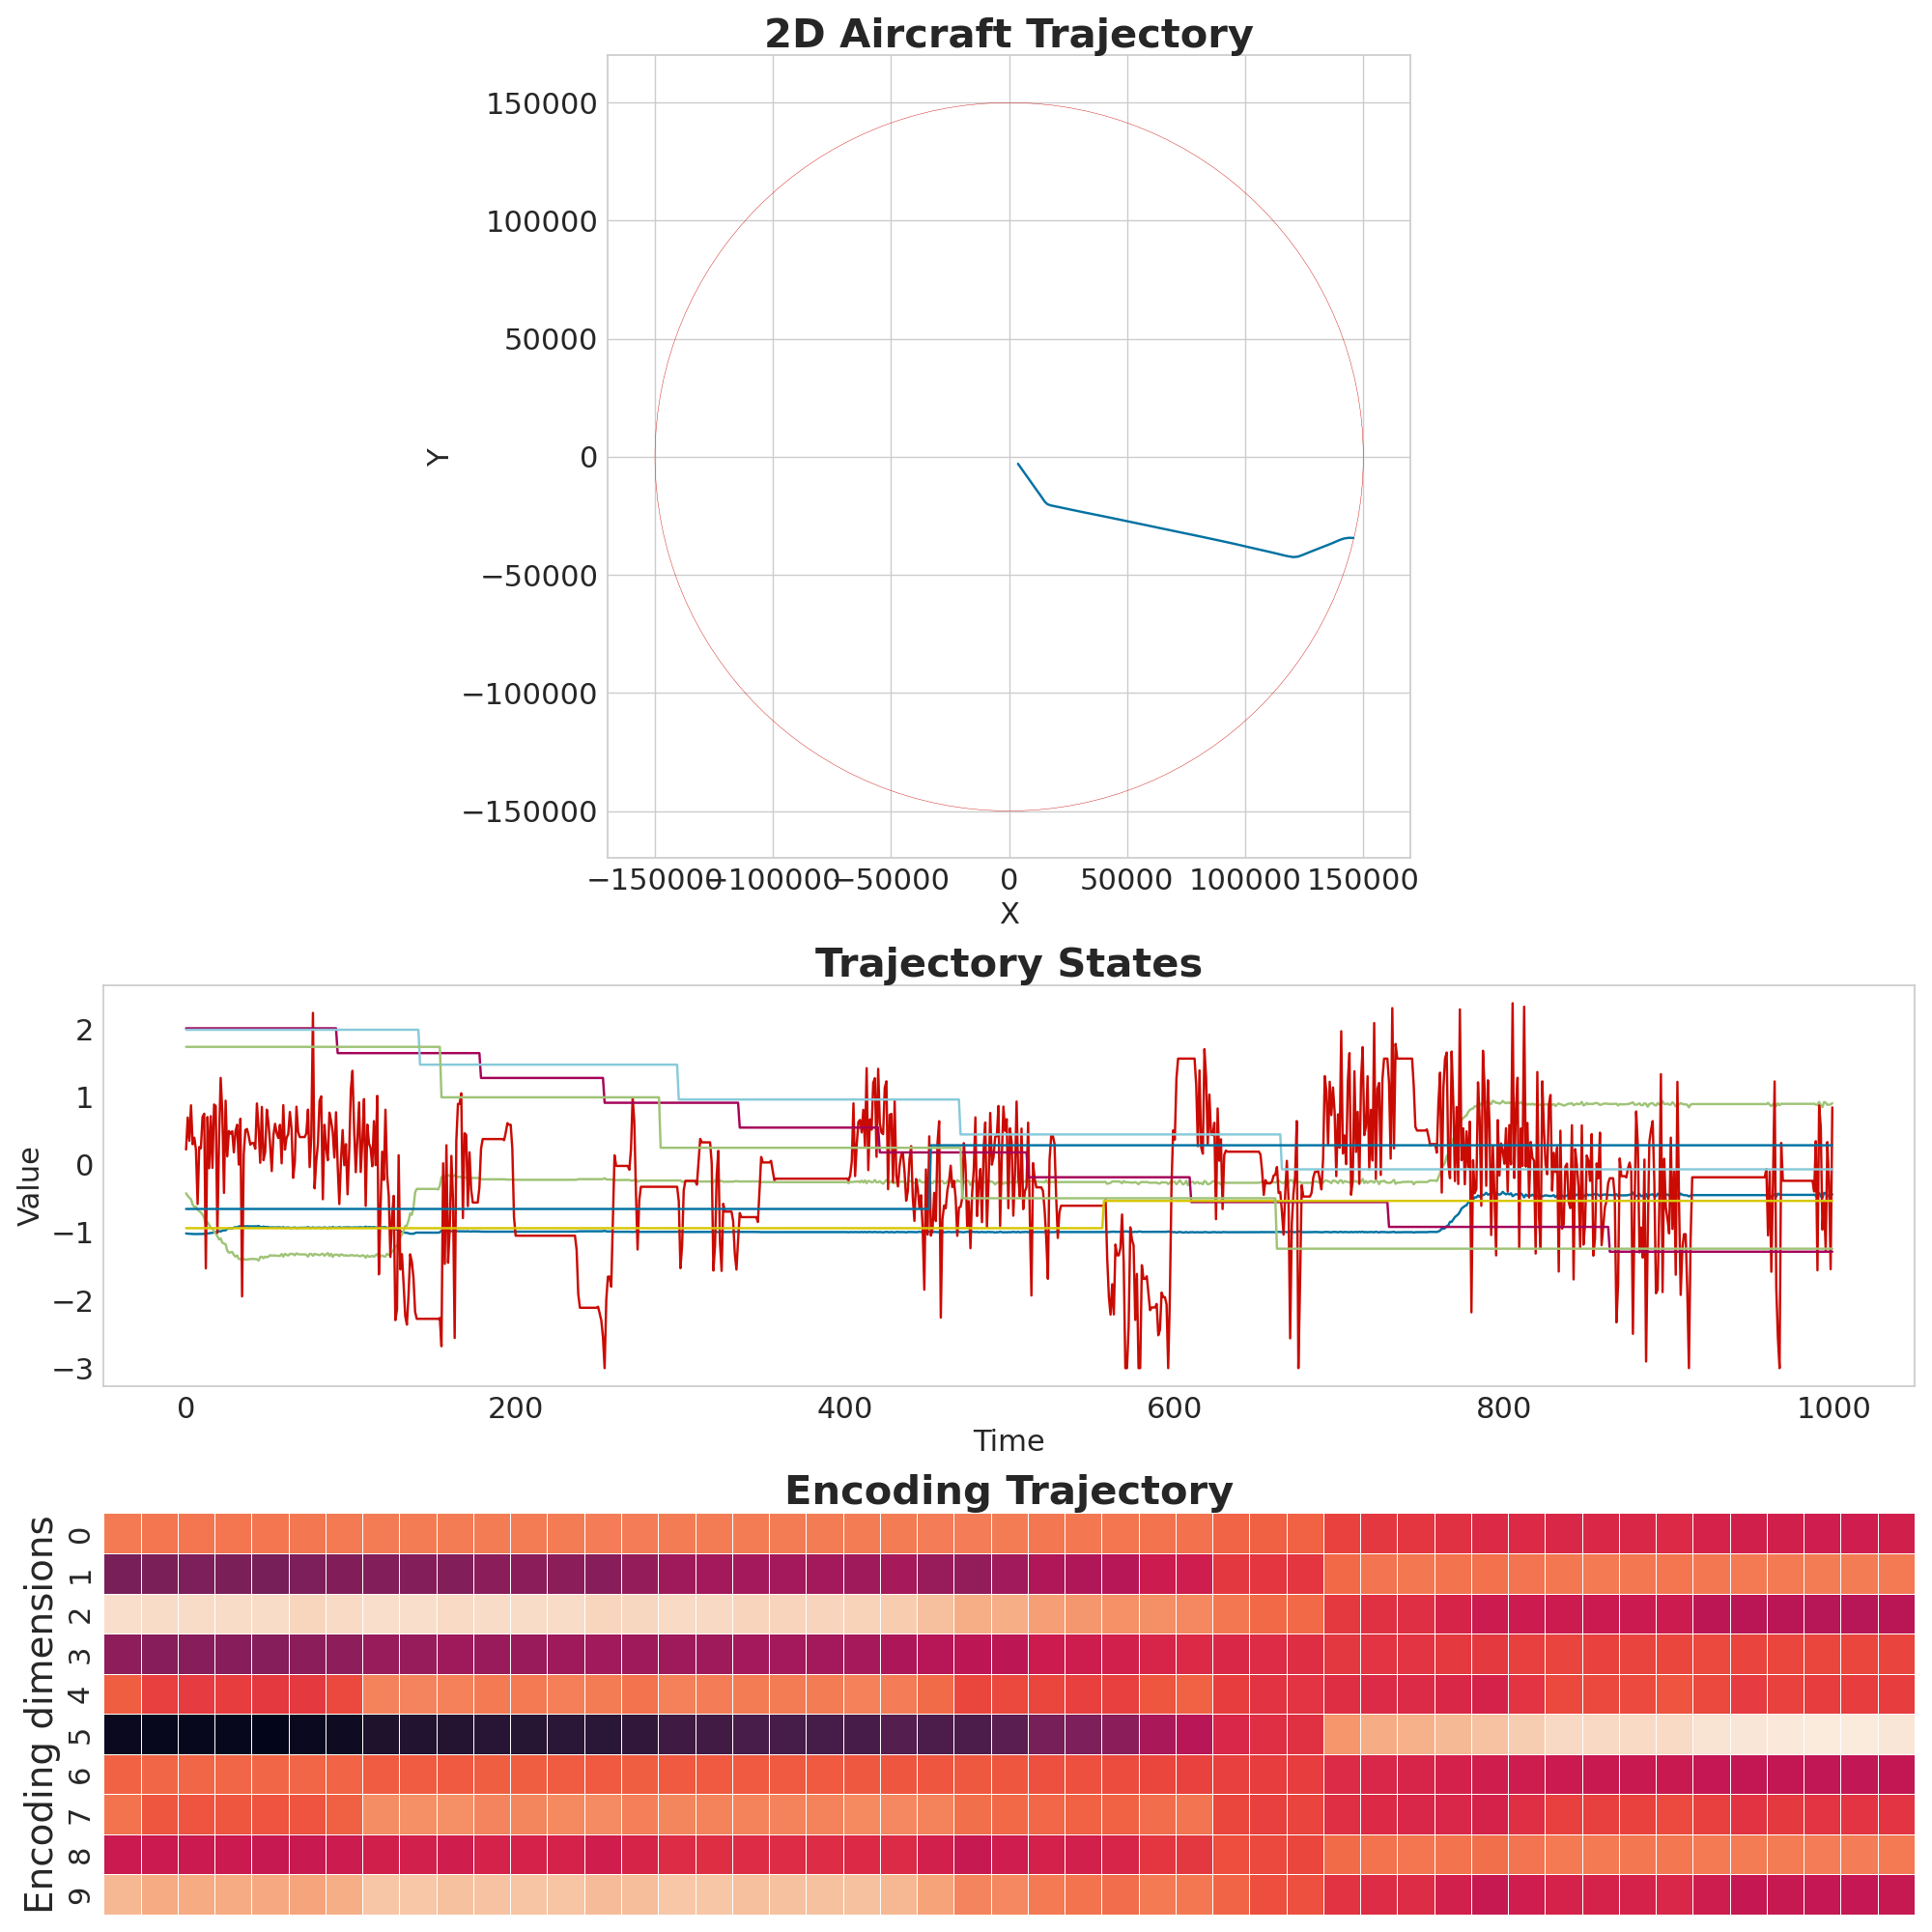 2D Aircraft Trajectory
150000
100000
50000
0
−50000
−100000
−150000
Y
−150000 −100000 −50000 0 50000 100000 150000
X
Trajectory States
2
1
0
−1
−2
−3
Value
0 200 400 600 800 1000
Time
Encoding Trajectory
0
1
2
3
4
5
6
7
8
9
Encoding dimensions